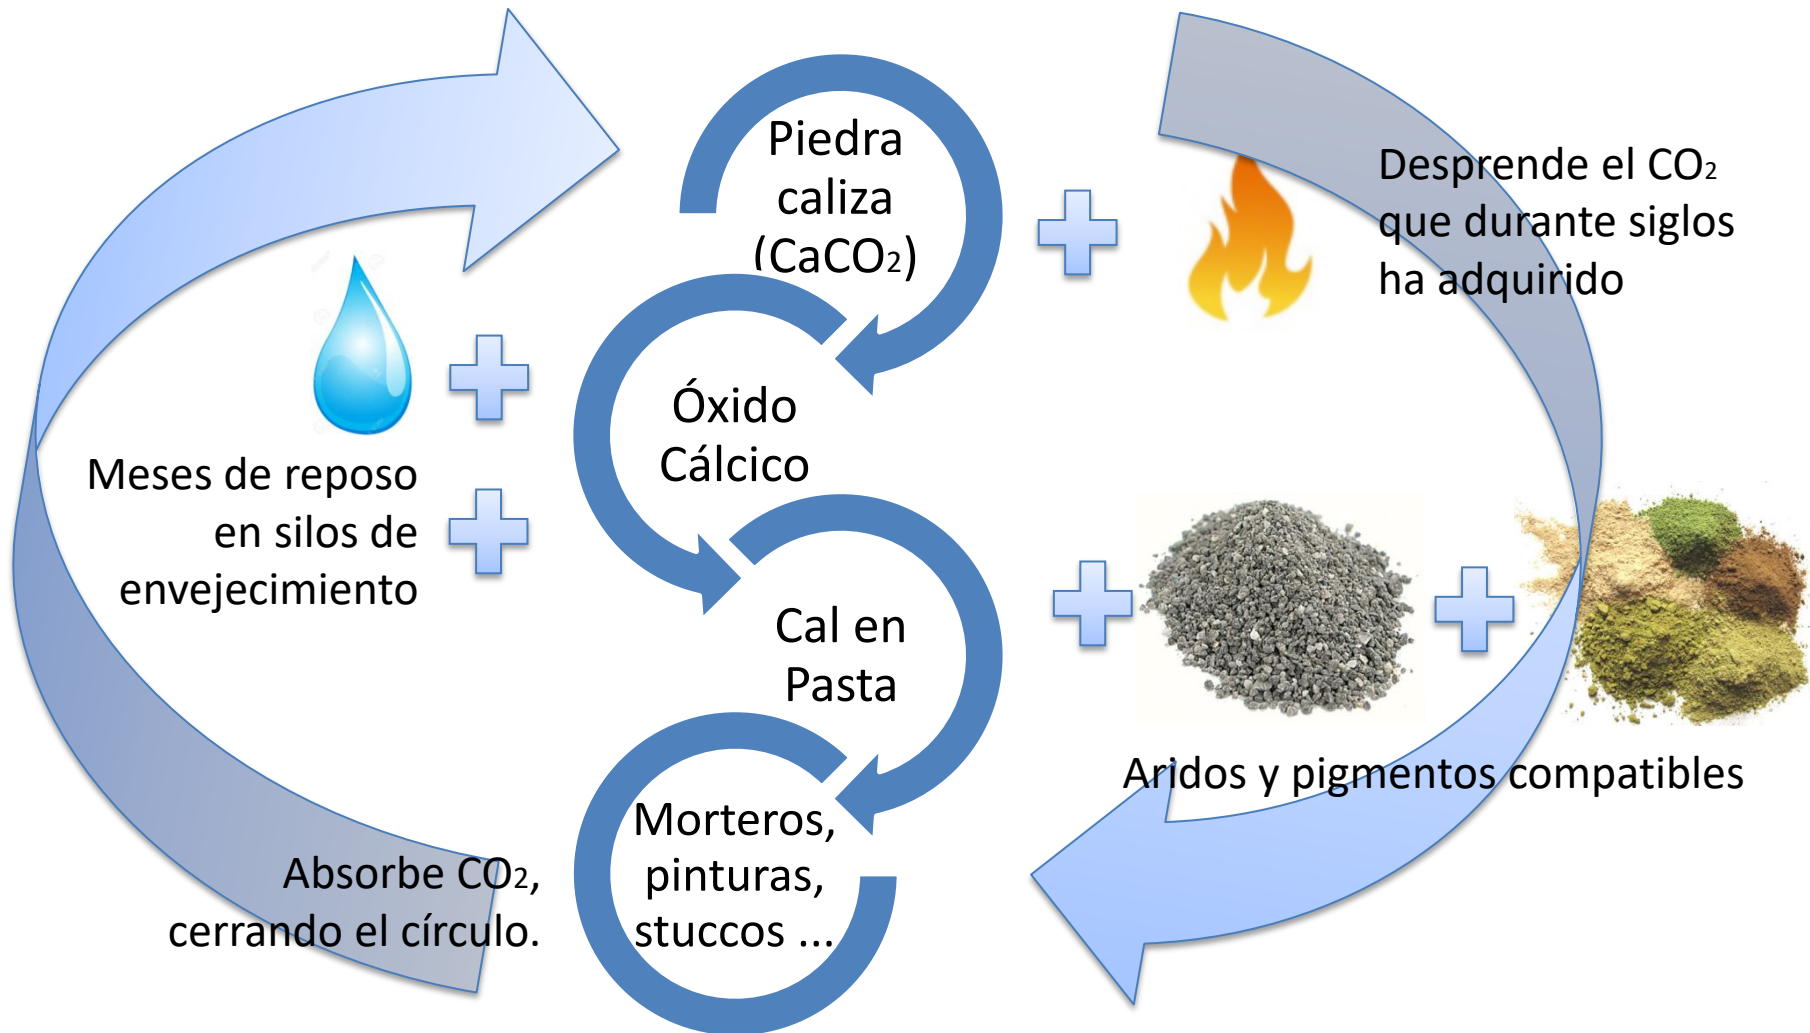 Piedra
caliza
(CaCO2)
Desprende el CO2
que durante siglos
ha adquirido
Óxido
Cálcico
Meses de reposo
en silos de
envejecimiento
Cal en
Pasta
Aridos y pigmentos compatibles
Morteros,
pinturas,
stuccos ...
Absorbe CO2,
cerrando el círculo.